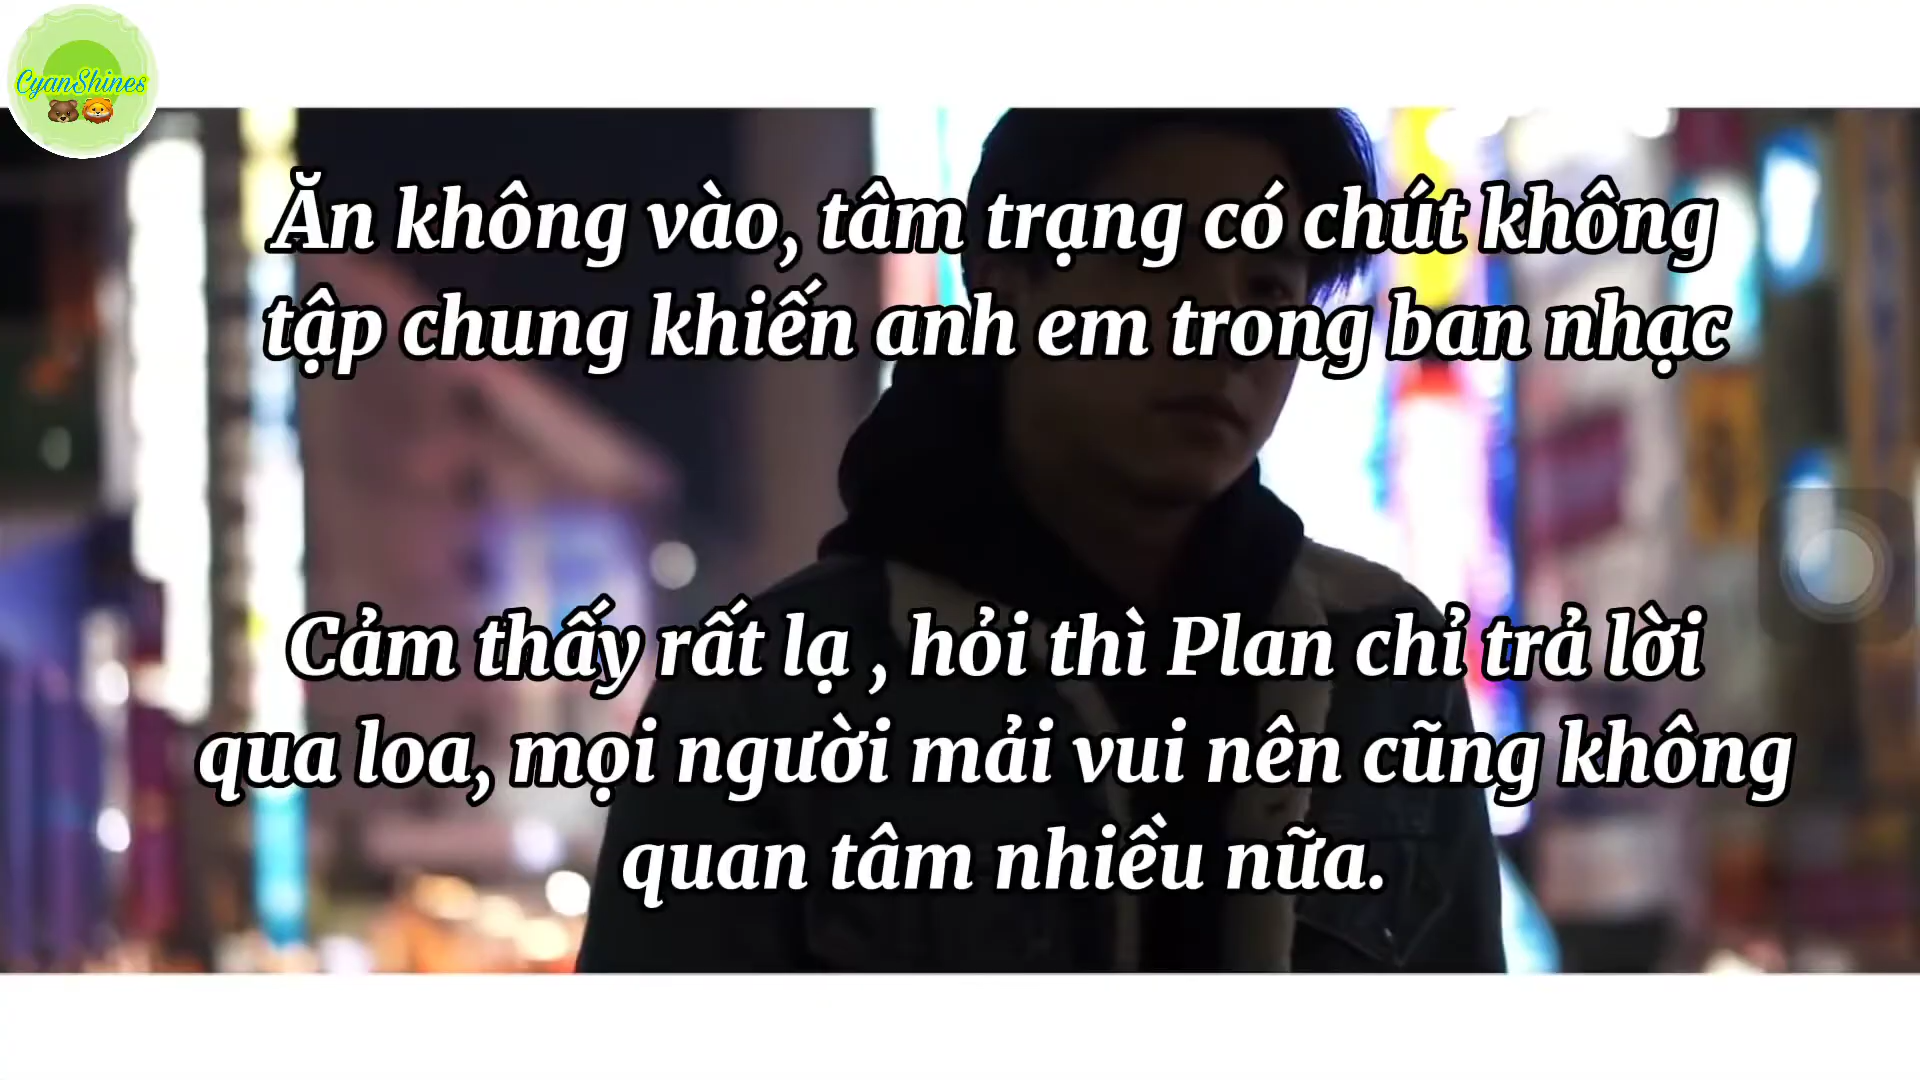 CyanShines
Ăn không vào, tâm trạng có chút không
tập chung khiến anh em trong ban nhạc
Cảm thấy rất lạ , hỏi thì Plan chỉ trả lời
qua loa, mọi người mải vui nên cũng không
quan tâm nhiều nữa.